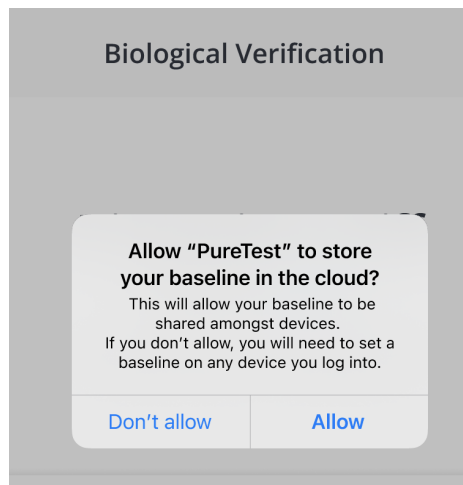 Biological Verification
Allow “PureTest” to store
your baseline in the cloud?
This will allow your baseline to be
shared amongst devices.
If you don’t allow, you will need to set a
baseline on any device you log into.
Don’t allow
Allow